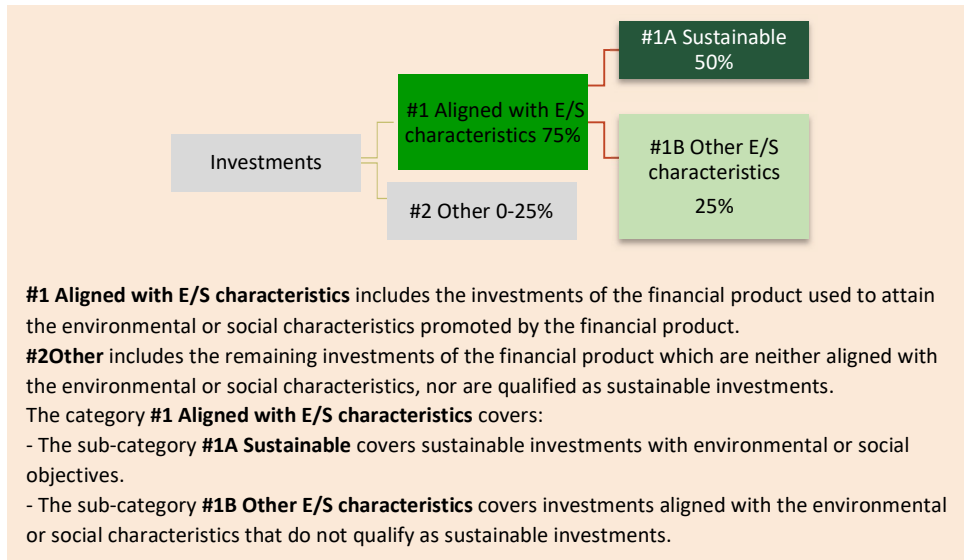 #1A Sustainable
50%
#1 Aligned with E/S
characteristics 75%
#1B Other E/S
characteristics
25%
Investments
#2 Other 0-25%
#1 Aligned with E/S characteristics includes the investments of the financial product used to attain
the environmental or social characteristics promoted by the financial product.
#2Other includes the remaining investments of the financial product which are neither aligned with
the environmental or social characteristics, nor are qualified as sustainable investments.
The category #1 Aligned with E/S characteristics covers:
- The sub-category #1A Sustainable covers sustainable investments with environmental or social
objectives.
- The sub-category #1B Other E/S characteristics covers investments aligned with the environmental
or social characteristics that do not qualify as sustainable investments.